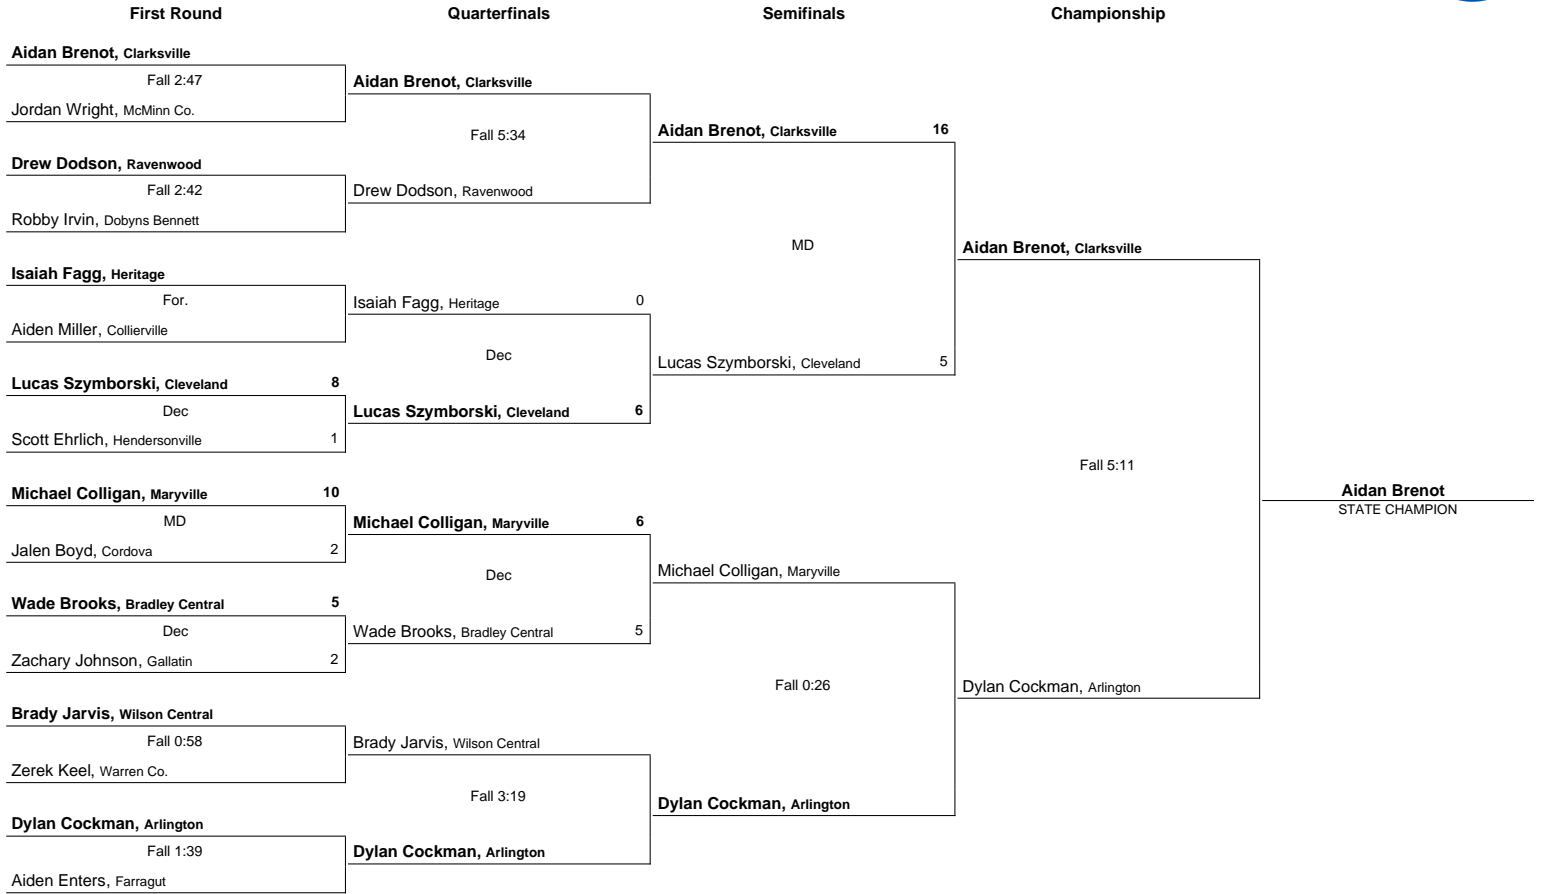 First Round
Quarterfinals
Semifinals
Championship
Aidan Brenot, Clarksville
Fall 2:47
Jordan Wright, McMinn Co.
Drew Dodson, Ravenwood
Fall 2:42
Robby Irvin, Dobyns Bennett
Isaiah Fagg, Heritage
For.
Aiden Miller, Collierville
Lucas Szymborski, Cleveland 8
Dec
Scott Ehrlich, Hendersonville 1
Michael Colligan, Maryville 10
MD
Jalen Boyd, Cordova 2
Wade Brooks, Bradley Central 5
Dec
Zachary Johnson, Gallatin 2
Brady Jarvis, Wilson Central
Fall 0:58
Zerek Keel, Warren Co.
Dylan Cockman, Arlington
Fall 1:39
Aiden Enters, Farragut
Aidan Brenot, Clarksville
Fall 5:34
Drew Dodson, Ravenwood
Isaiah Fagg, Heritage 0
Dec
Lucas Szymborski, Cleveland 6
Michael Colligan, Maryville 6
Dec
Wade Brooks, Bradley Central 5
Brady Jarvis, Wilson Central
Fall 3:19
Dylan Cockman, Arlington
Aidan Brenot, Clarksville 16
MD
Lucas Szymborski, Cleveland 5
Michael Colligan, Maryville
Fall 0:26
Dylan Cockman, Arlington
Aidan Brenot, Clarksville
Fall 5:11
Dylan Cockman, Arlington
Aidan Brenot
STATE CHAMPION